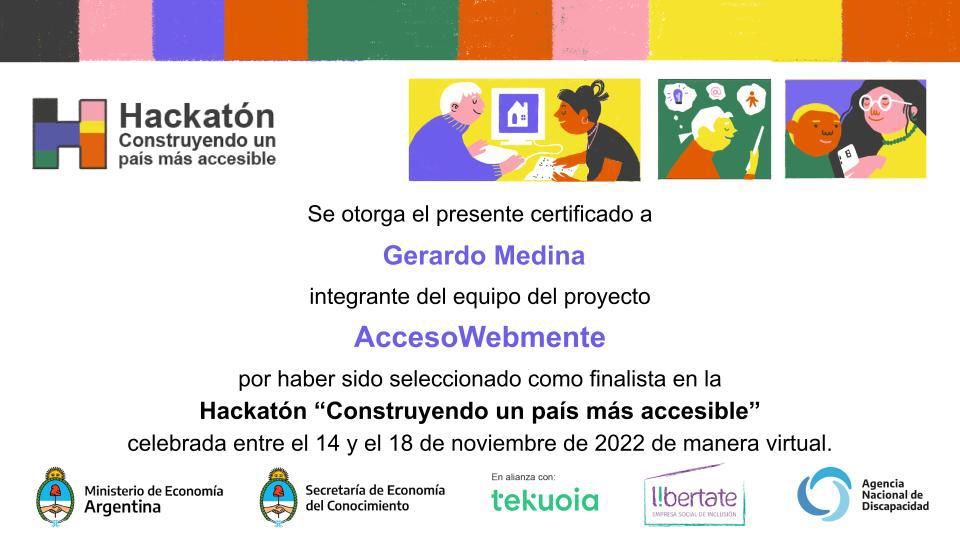 Hackatón
Construyendo un
país más accesible
Se otorga el presente certificado a
Gerardo Medina
integrante del equipo del proyecto
AccesoWebmente
por haber sido seleccionado como finalista en la
Hackatón “Construyendo un país más accesible”
celebrada entre el 14 y el 18 de noviembre de 2022 de manera virtual.
Ministerio de Economía
Argentina
Secretaría de Economía
del Conocimiento
En alianza con:
tekuoia
l!bertate
EMPRESA SOCIAL DE INCLUSIÓN
Agencia
Nacional de
Discapacidad